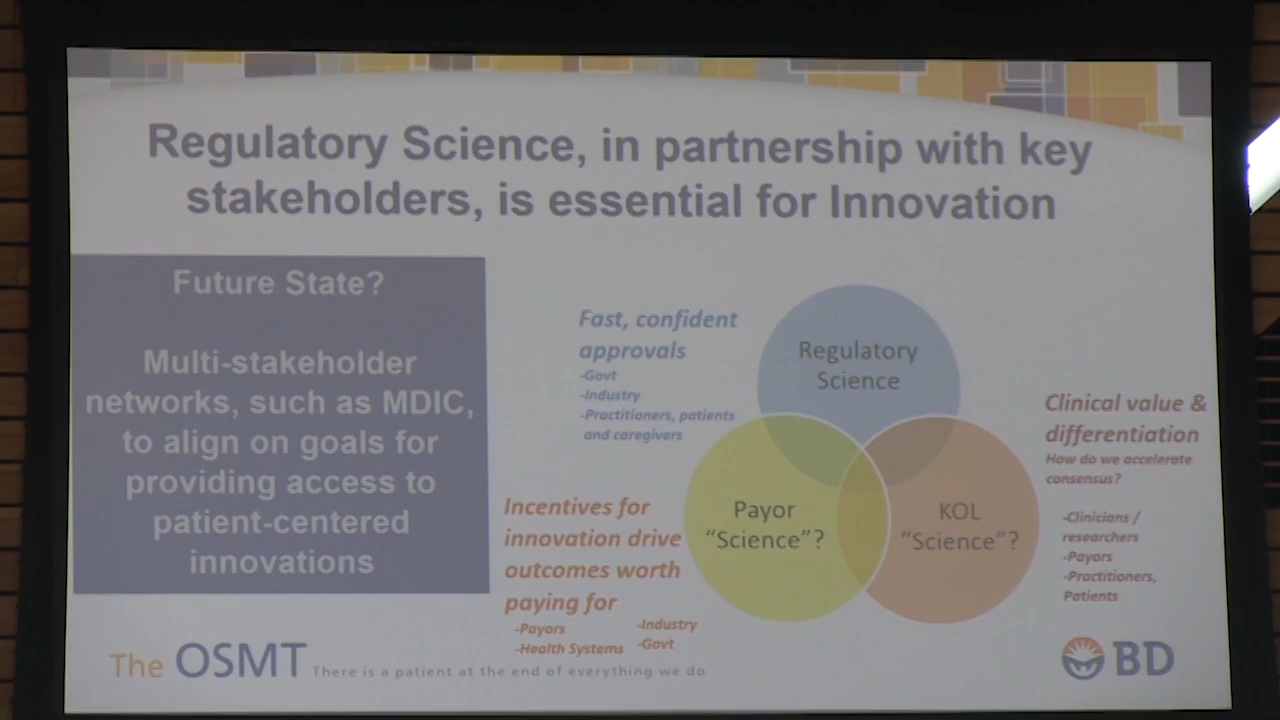 Regulatory Science, in partnership with key
stakeholders, is essential for Innovation
Future State?
Multi-stakeholder
networks, such as MDIC,
to align on goals for
providing access to
patient-centered
innovations
Fast, confident
approvals
-Govt
-Industry
-Practitioners, patients
and caregivers
Regulatory
Science
Clinical value &
differentiation
How do we accelerate
consensus?
-Clinicians /
researchers
-Payors
-Practitioners,
Patients
Payor
"Science"?
KOL
"Science"?
Incentives for
innovation drive
outcomes worth
paying for
-Payors
-Health Systems
-Industry
-Govt
The OSMT There is a patient at the end of everything we do
BD